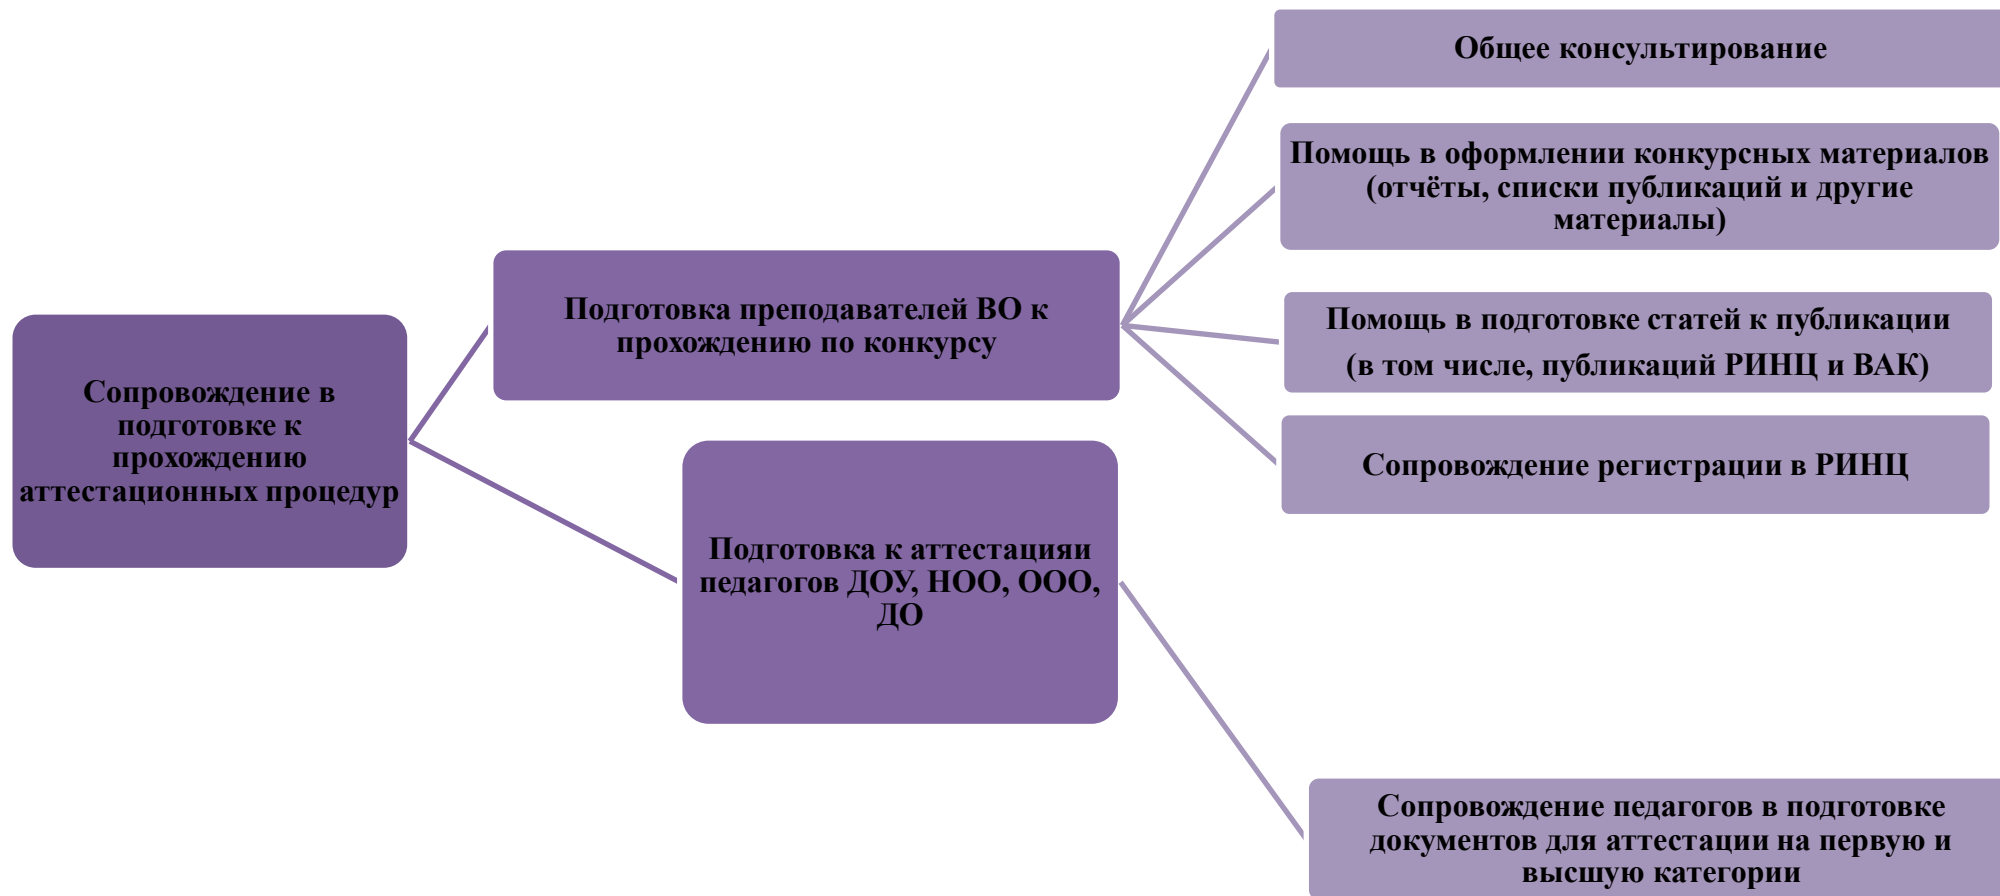 Сопровождение в
подготовке к
прохождению
аттестационных процедур
Подготовка преподавателей ВО к
прохождению по конкурсу
Подготовка к аттестацияи
педагогов ДОУ, НОО, ООО,
ДО
Общее консультирование
Помощь в оформлении конкурсных материалов
(отчёты, списки публикаций и другие
материалы)
Помощь в подготовке статей к публикации
(в том числе, публикаций РИНЦ и ВАК)
Сопровождение регистрации в РИНЦ
Сопровождение педагогов в подготовке
документов для аттестации на первую и
высшую категории